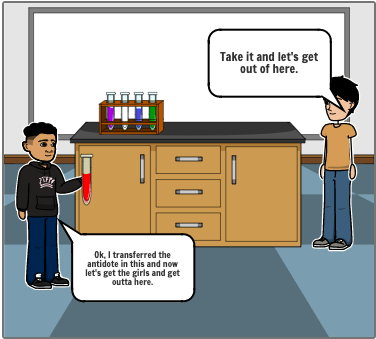 Take it and let's get
out of here.
Ok, I transferred the
antidote in this and now
let's get the girls and get
outta here.